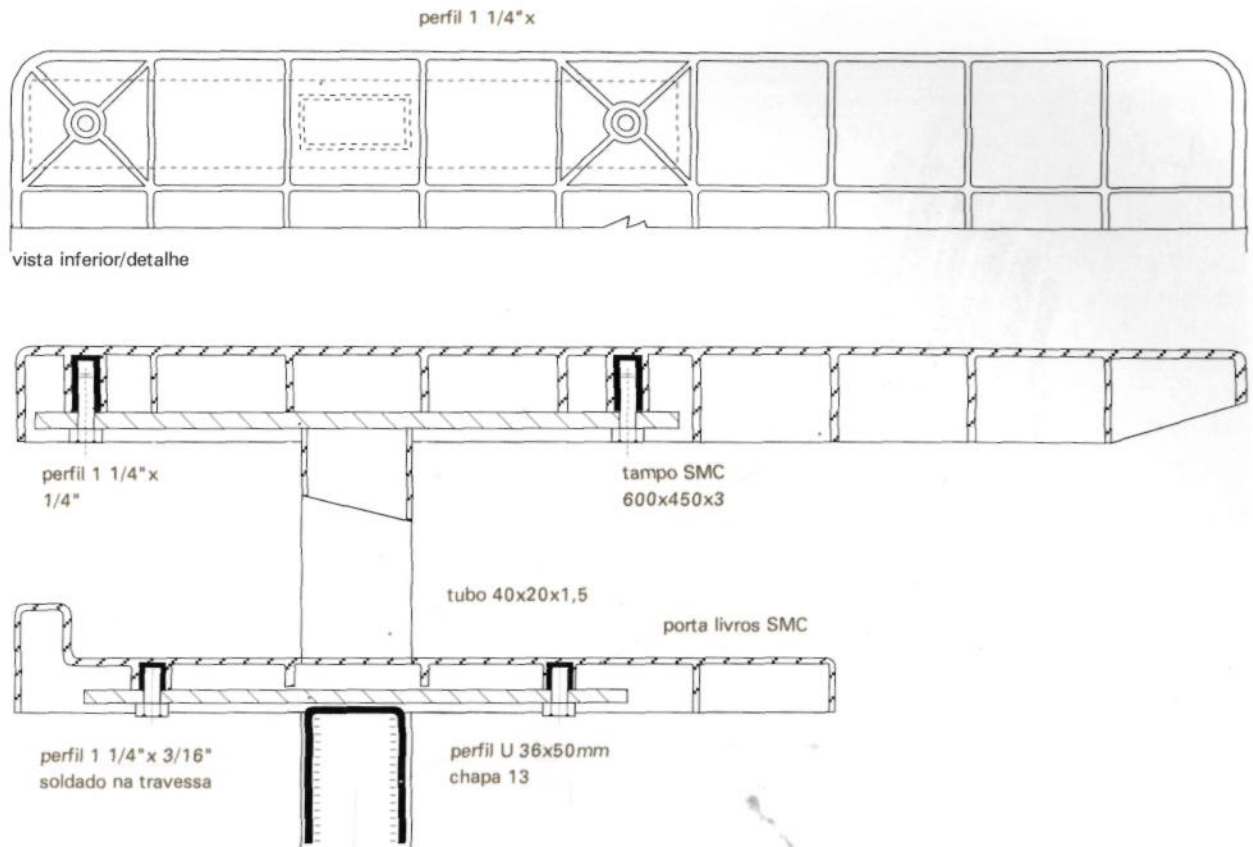 perfil 1 1/4" x
vista inferior/detalhe
perfil 1 1/4" x
1/4"
tampo SMC
600x450x3
tubo 40x20x1,5
porta livros SMC
perfil 1 1/4" x 3/16"
soldado na travessa
perfil U 36x50mm
chapa 13